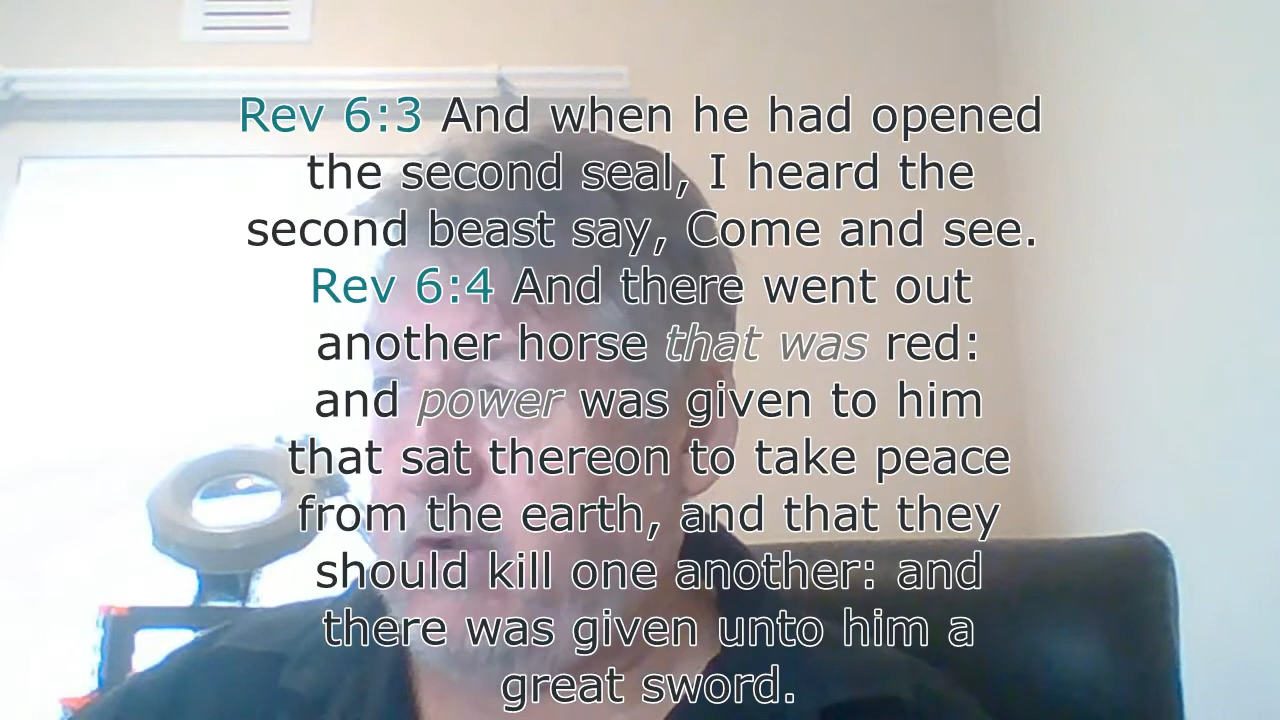 Rev 6:3 And when he had opened
the second seal, I heard the
second beast say, Come and see.
Rev 6:4 And there went out
another horse that was red:
and power was given to him
that sat thereon to take peace
from the earth, and that they
should kill one another: and
there was given unto him a
great sword.